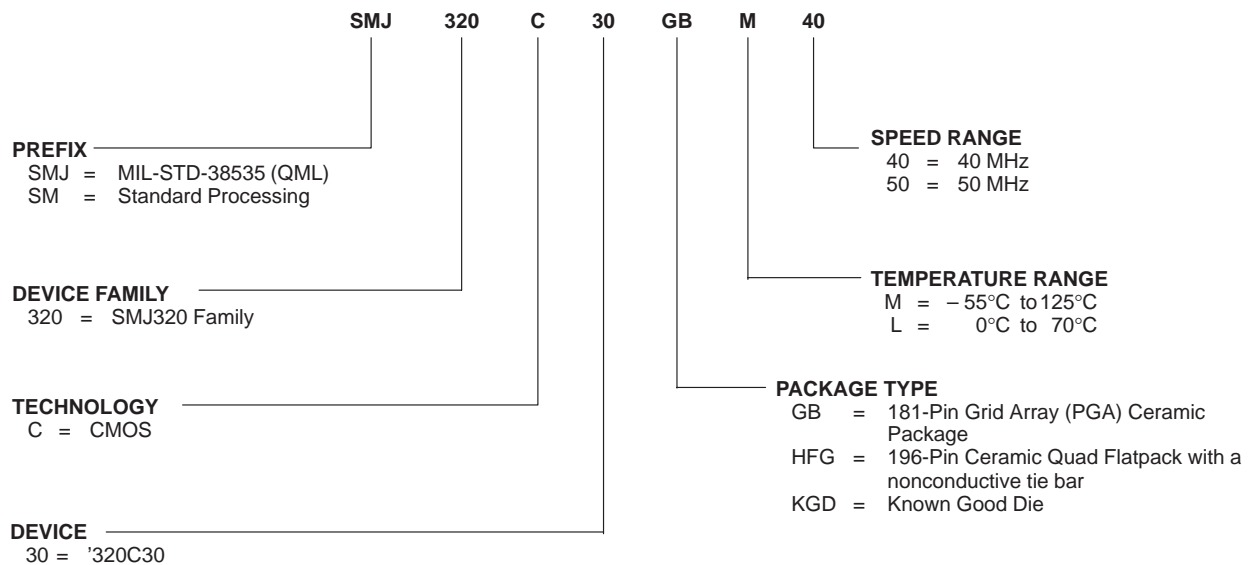 SMJ 320 C 30 GB M 40
PREFIX
SMJ = MIL-STD-38535 (QML)
SM = Standard Processing
DEVICE FAMILY
320 = SMJ320 Family
TECHNOLOGY
C = CMOS
DEVICE
30 = '320C30
SPEED RANGE
40 = 40 MHz
50 = 50 MHz
TEMPERATURE RANGE
M = – 55°C to 125°C
L = 0°C to 70°C
PACKAGE TYPE
GB = 181-Pin Grid Array (PGA) Ceramic
Package
HFG = 196-Pin Ceramic Quad Flatpack with a
nonconductive tie bar
KGD = Known Good Die